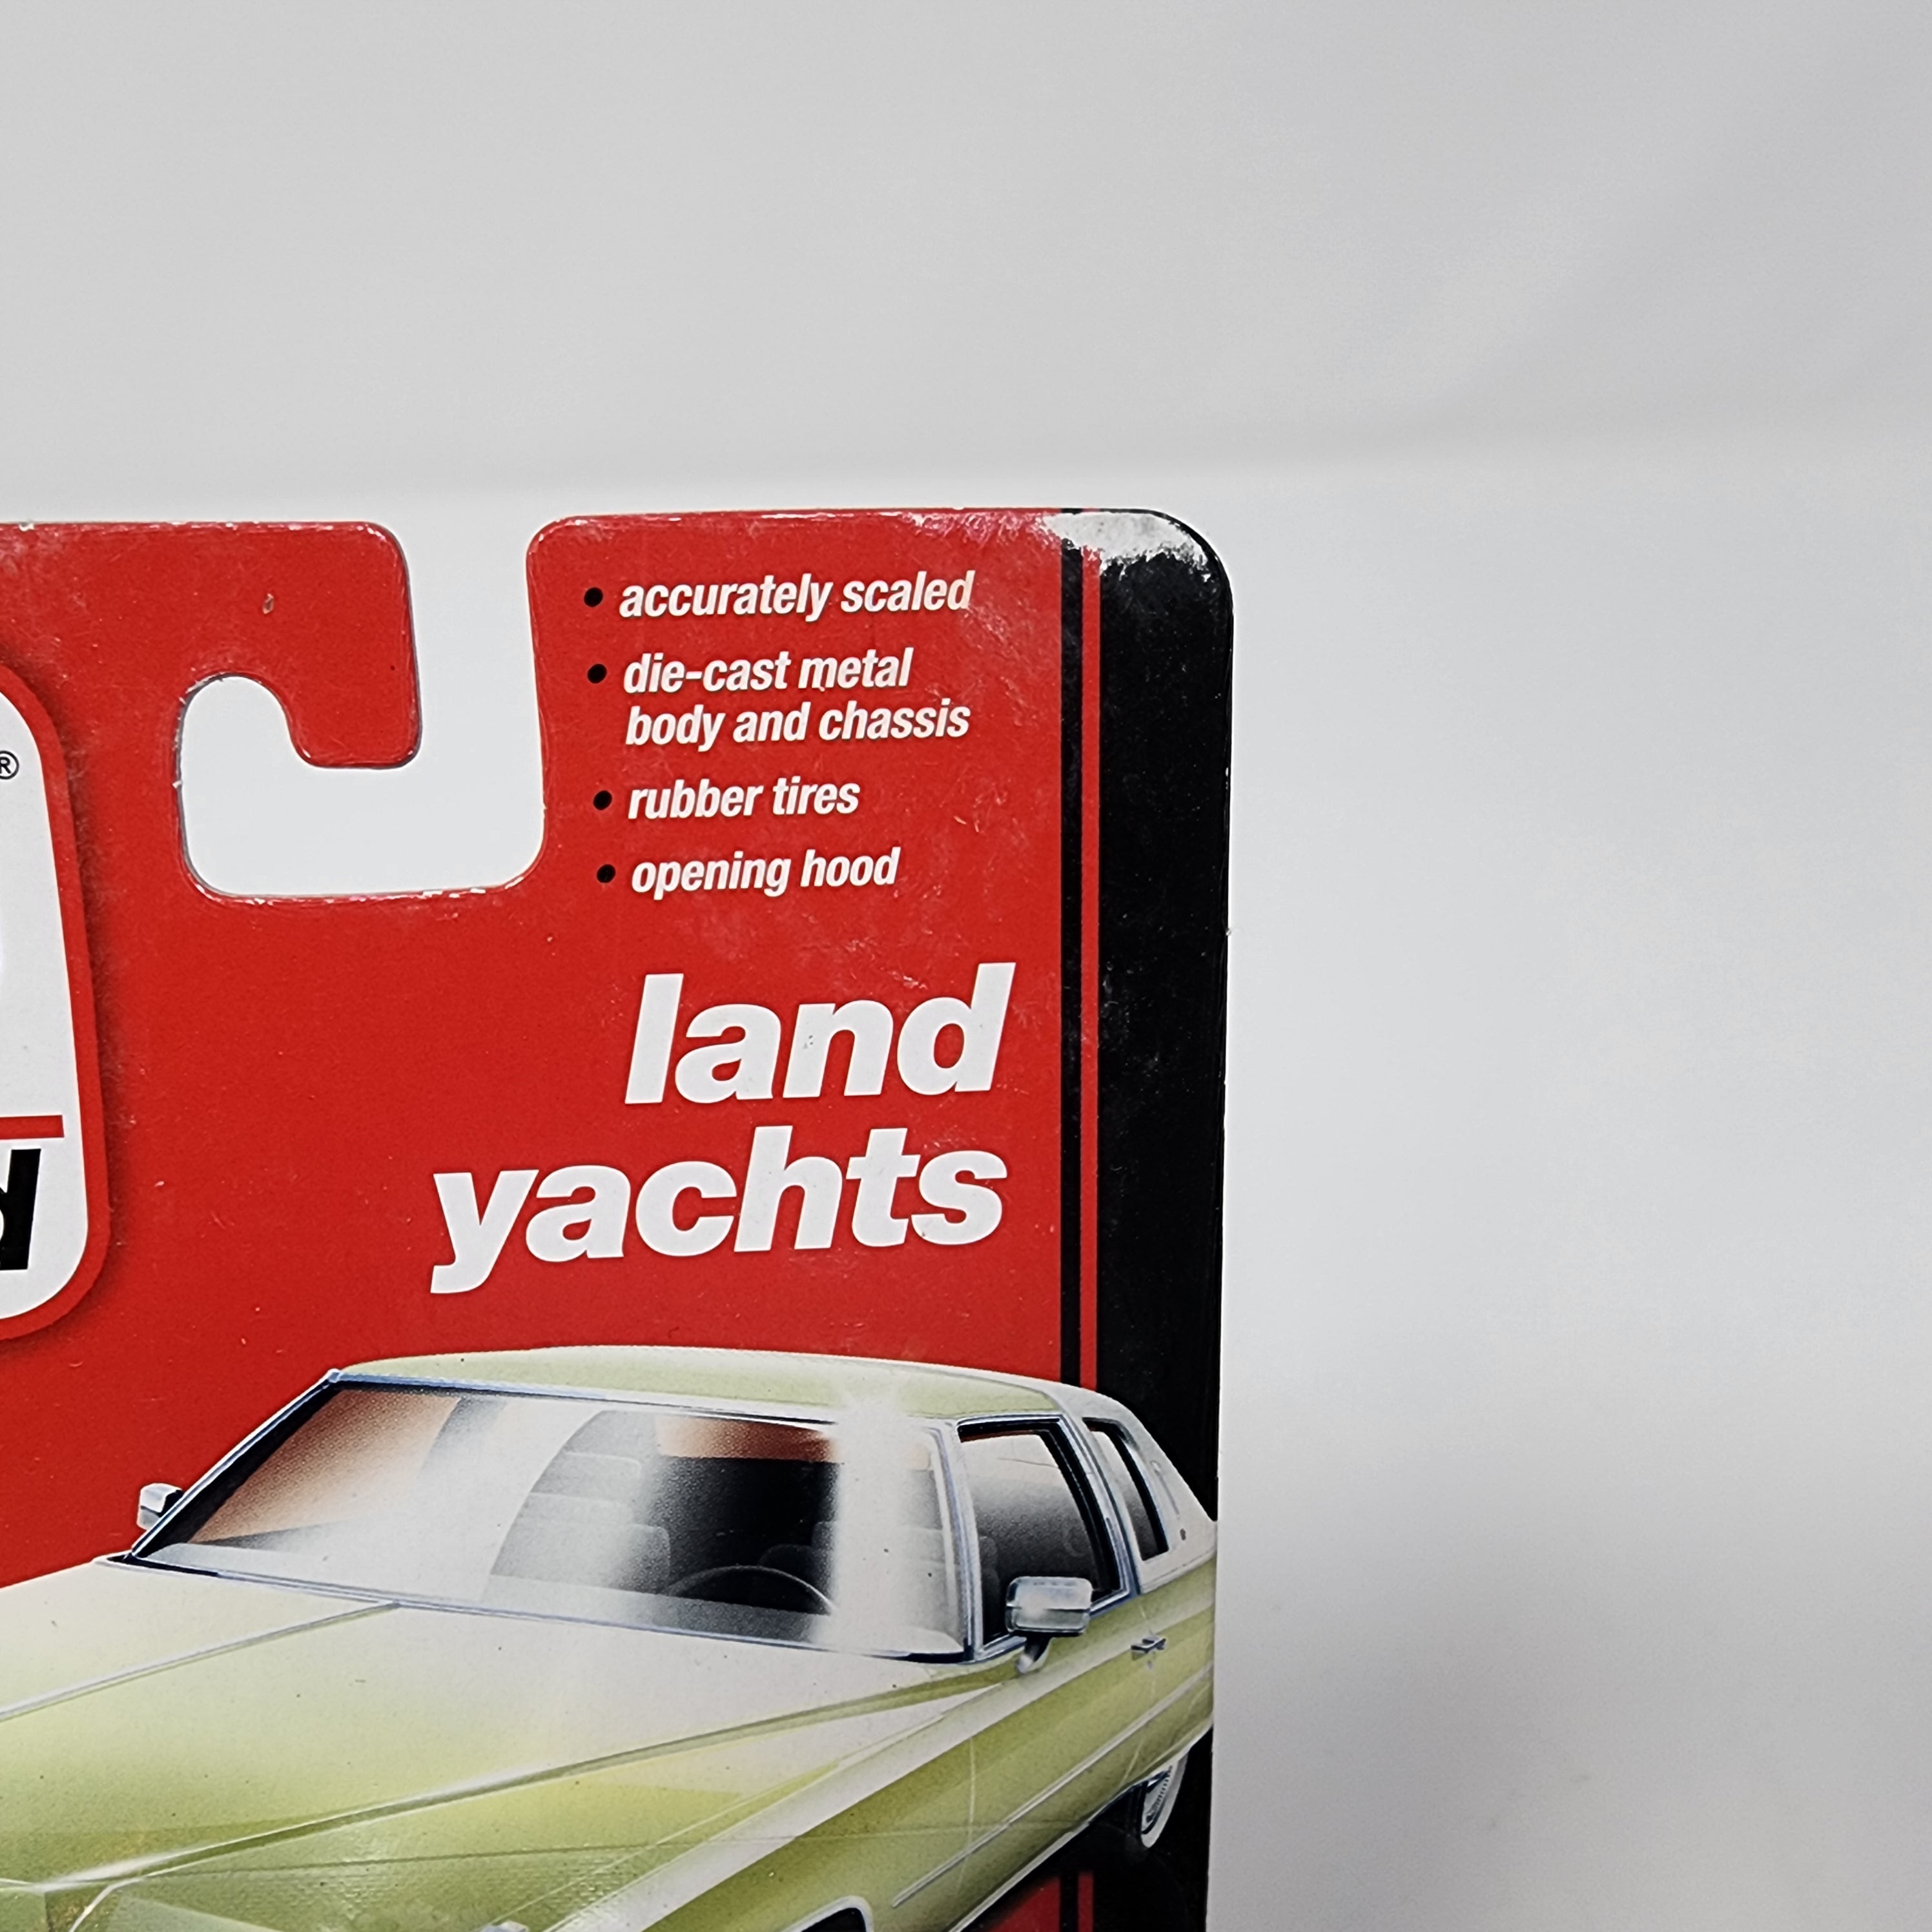 • accurately scaled
• die-cast metal
body and chassis
• rubber tires
• opening hood
®
land
yachts